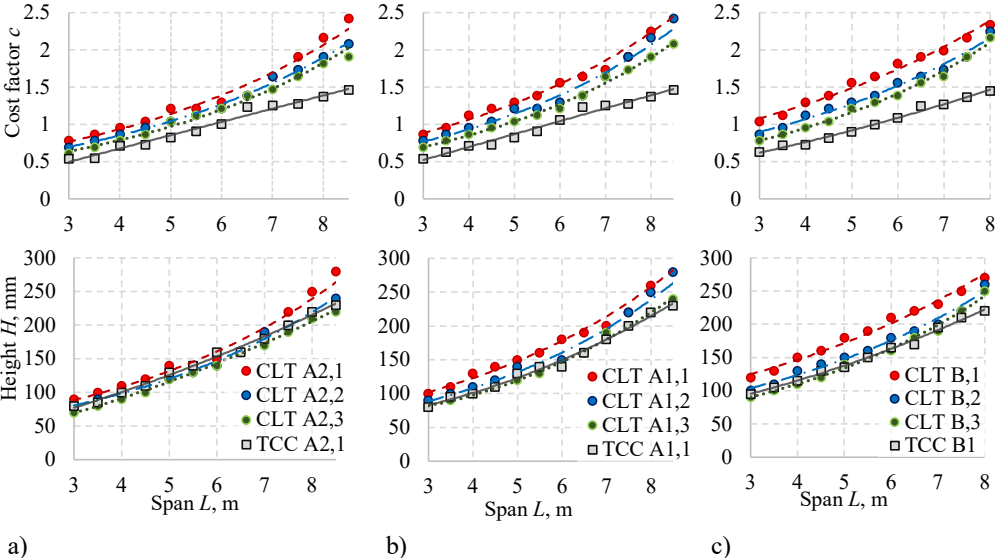 Cost factor c
2.5
2
1.5
1
0.5
0
3 4 5 6 7 8
2.5
2
1.5
1
0.5
0
3 4 5 6 7 8
2.5
2
1.5
1
0.5
0
3 4 5 6 7 8
Height H, mm
300
250
200
150
100
50
0
3 4 5 6 7 8
Span L, m
CLT A2,1
CLT A2,2
CLT A2,3
TCC A2,1
300
250
200
150
100
50
0
3 4 5 6 7 8
Span L, m
CLT A1,1
CLT A1,2
CLT A1,3
TCC A1,1
300
250
200
150
100
50
0
3 4 5 6 7 8
Span L, m
CLT B,1
CLT B,2
CLT B,3
TCC B1
a) b) c)